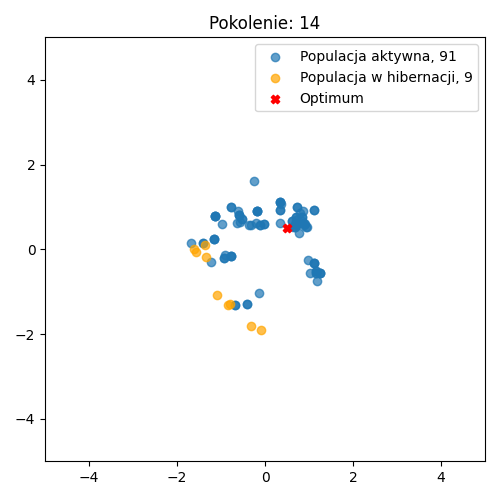 Pokolenie: 14
Populacja aktywna, 91
Populacja w hibernacji, 9
Optimum
4
2
0
−2
−4
−4
−2
0
2
4